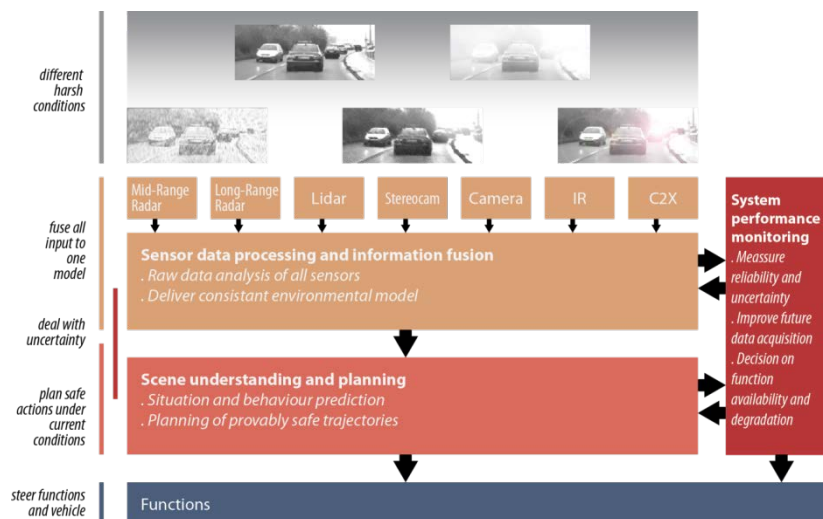 different
harsh
conditions
Mid-Range
Radar
Long-Range
Radar
Lidar
Stereocam
Camera
IR
C2X
System
performance
monitoring
. Meassure
reliability and
uncertainty
. Improve future
data acquisition
. Decision on
function
availability and
degradation
fuse all
input to
one
model
Sensor data processing and information fusion
. Raw data analysis of all sensors
. Deliver consistant environmental model
deal with
uncertainty
plan safe
actions under
current
conditions
Scene understanding and planning
. Situation and behaviour prediction
. Planning of provably safe trajectories
steer functions
and vehicle
Functions